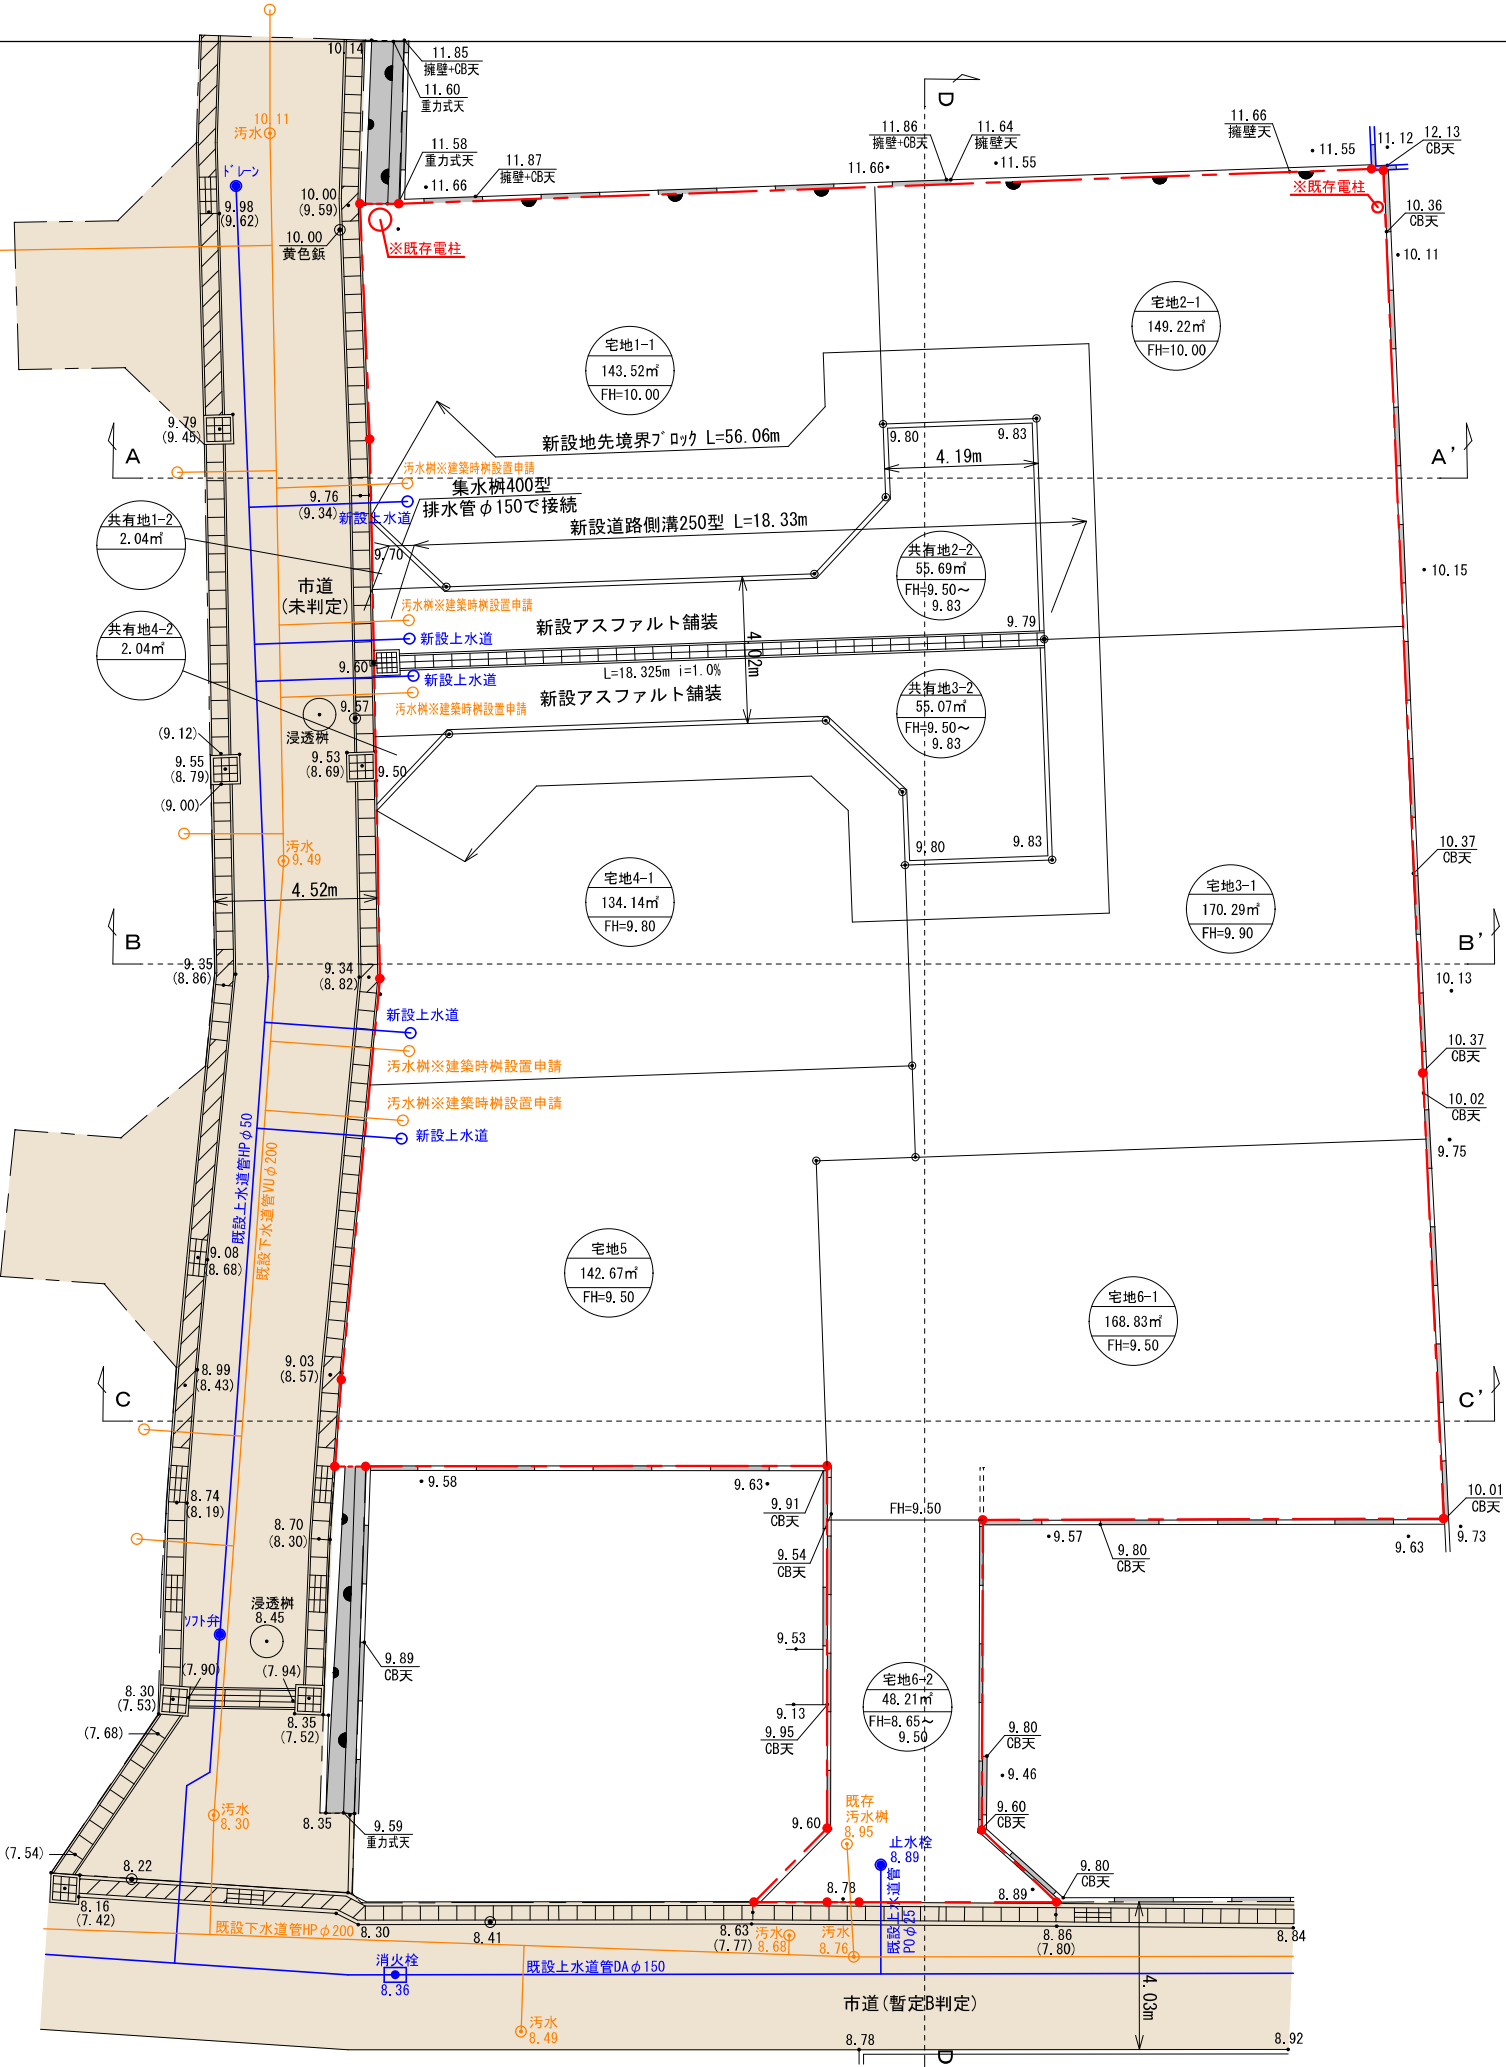 10.14
11.85
擁壁+CB天
11.60
重力式天
10.11
汚水
11.58
重力式天
11.87
擁壁+CB天
11.66
D
11.86
擁壁+CB天
11.64
擁壁天
11.66
11.55
11.66
擁壁天
11.55
11.12
12.13
CB天
ドレーン
9.98
(9.62)
10.00
(9.59)
10.00
黄色鋲
※既存電柱
※既存電柱
10.36
CB天
10.11
宅地1-1
143.52㎡
FH=10.00
宅地2-1
149.22㎡
FH=10.00
9.79
(9.45)
A
A'
新設地先境界ブロック L=56.06m
9.80
9.83
4.19m
汚水桝※建築時桝設置申請
集水桝400型
排水管φ150で接続
9.76
(9.34)
新設上水道
新設道路側溝250型 L=18.33m
共有地1-2
2.04㎡
9.70
市道
(未判定)
共有地2-2
55.69㎡
FH=9.50～
9.83
10.15
汚水桝※建築時桝設置申請
共有地4-2
2.04㎡
新設アスファルト舗装
新設上水道
9.79
4.02m
9.60
L=18.325m i=1.0%
新設上水道
新設アスファルト舗装
汚水桝※建築時桝設置申請
共有地3-2
55.07㎡
FH=9.50～
9.83
9.57
浸透桝
(9.12)
9.55
(8.79)
(9.00)
9.53
(8.69)
9.50
汚水
9.49
9.80
9.83
10.37
CB天
4.52m
宅地4-1
134.14㎡
FH=9.80
宅地3-1
170.29㎡
FH=9.90
B
B'
9.35
(8.86)
9.34
(8.82)
10.13
新設上水道
汚水桝※建築時桝設置申請
10.37
CB天
汚水桝※建築時桝設置申請
新設上水道
10.02
CB天
9.75
既設上水道管HPφ50
既設下水道管VUφ200
9.08
(8.68)
宅地5
142.67㎡
FH=9.50
宅地6-1
168.83㎡
FH=9.50
9.03
(8.57)
8.99
(8.43)
C
C'
8.74
(8.19)
8.70
(8.30)
9.58
9.63
9.91
CB天
FH=9.50
10.01
CB天
9.73
9.57
9.63
9.54
CB天
9.80
CB天
ソフト弁
浸透桝
8.45
9.53
9.89
CB天
(7.90)
(7.94)
8.30
(7.53)
8.35
(7.52)
(7.68)
9.13
9.95
CB天
宅地6-2
48.21㎡
FH=8.65～
9.50
9.80
CB天
9.46
汚水
8.30
8.35
9.59
重力式天
9.60
既存
汚水桝
8.95
9.60
CB天
止水栓
8.89
(7.54)
8.22
9.80
CB天
8.78
8.89
既設上水道管
POφ25
8.16
(7.42)
既設下水道管HPφ200
8.30
8.41
8.63
(7.77)
汚水
8.68
汚水
8.76
8.86
(7.80)
8.84
消火栓
8.36
既設上水道管DAφ150
市道(暫定B判定)
4.03m
汚水
8.49
8.78
8.92
D